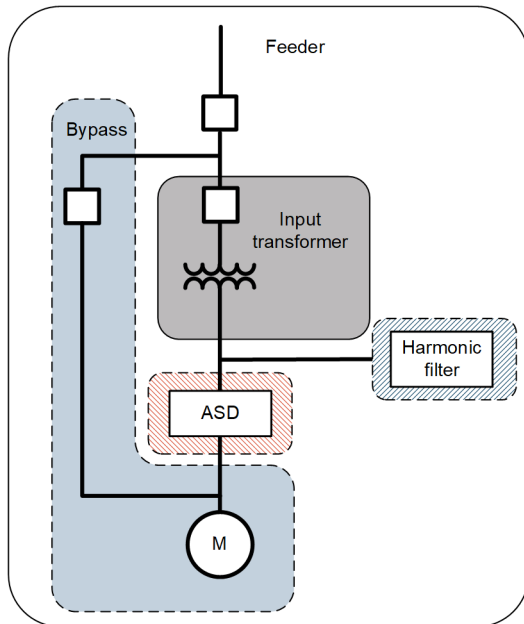 Feeder
Bypass
Input
transformer
Harmonic
filter
ASD
M